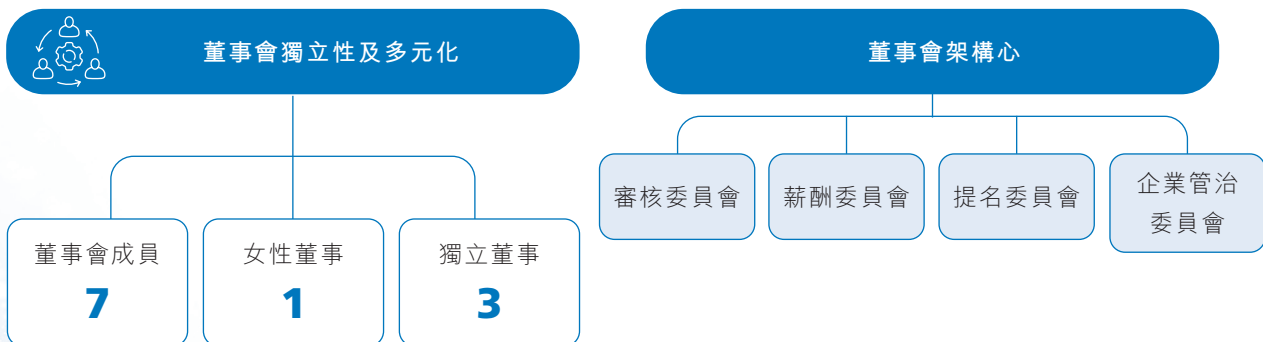 董事會獨立性及多元化
董事會成員
7
女性董事
1
獨立董事
3
董事會架構心
審核委員會
薪酬委員會
提名委員會
企業管治
委員會